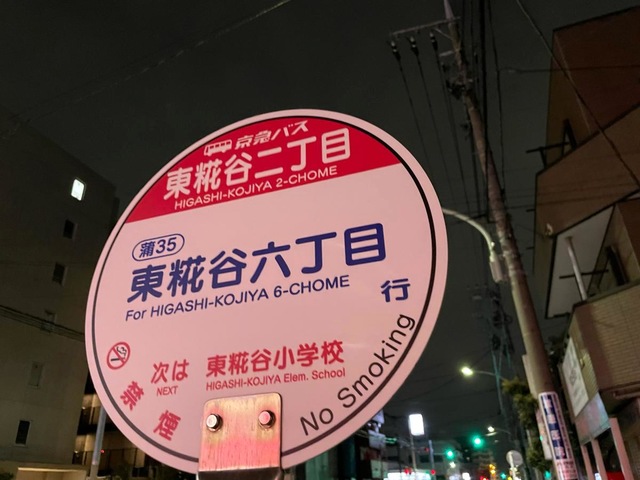 京急バス
東糀谷二丁目
HIGASHI-KOJIYA 2-CHOME
蒲35
東糀谷六丁目
For HIGASHI-KOJIYA 6-CHOME
行
次は 東糀谷小学校
NEXT HIGASHI-KOJIYA Elem. School
禁煙
No Smoking